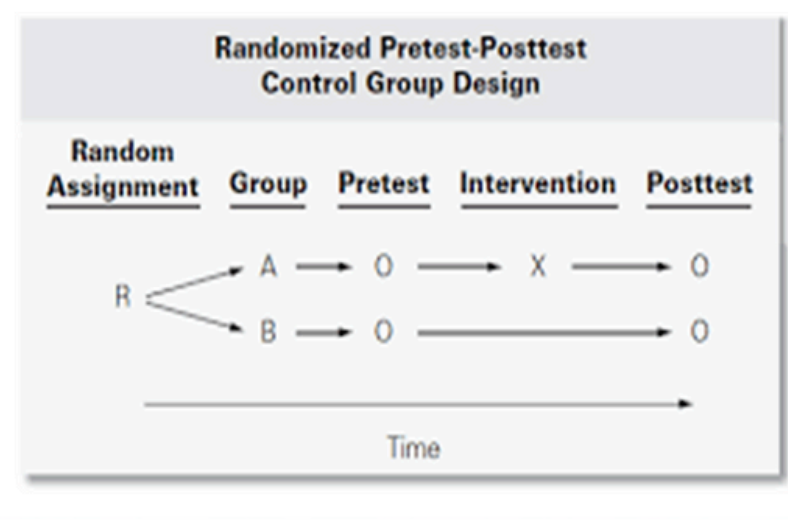 Randomized Pretest-Posttest
Control Group Design
Random
Assignment Group Pretest Intervention Posttest
A O X O
R
B O O
Time